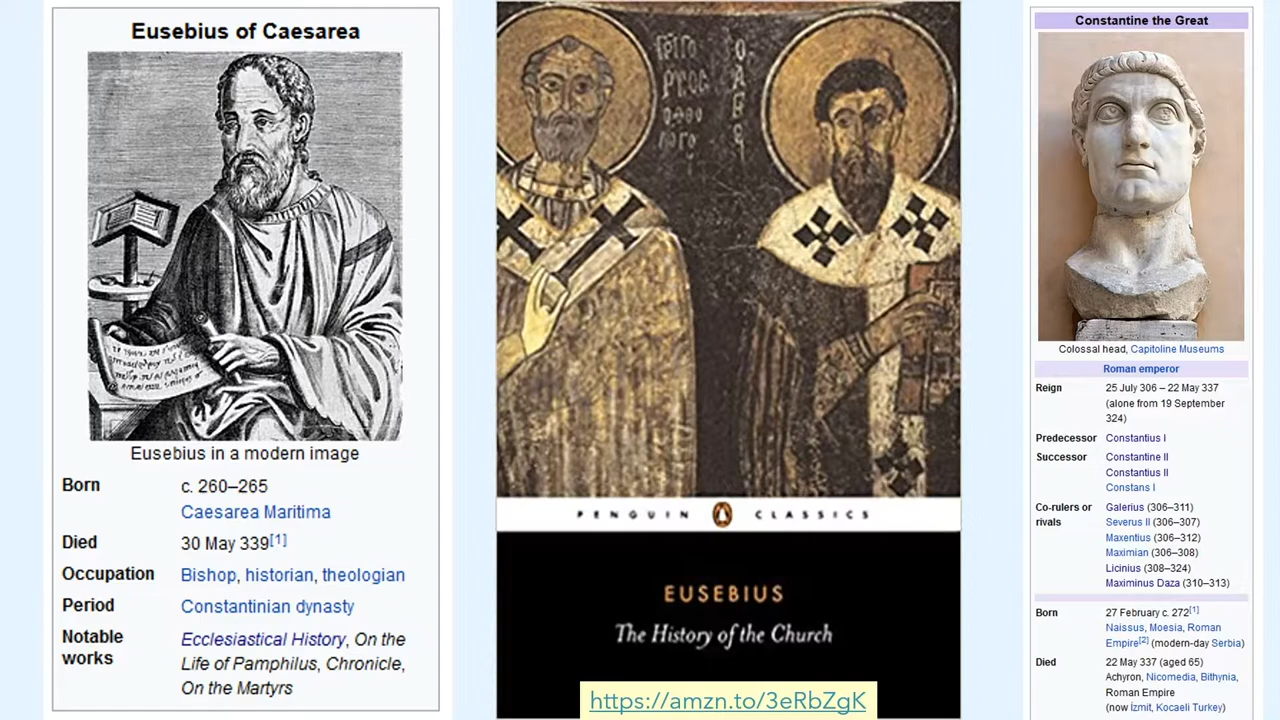 Eusebius of Caesarea
Eusebius in a modern image
Born c. 260–265
Caesarea Maritima
Died 30 May 339[1]
Occupation Bishop, historian, theologian
Period Constantinian dynasty
Notable works Ecclesiastical History, On the
Life of Pamphilus, Chronicle,
On the Martyrs
PENGUIN CLASSICS
EUSEBIUS
The History of the Church
https://amzn.to/3eRbZgK
Constantine the Great
Colossal head, Capitoline Museums
Roman emperor
Reign 25 July 306 – 22 May 337
(alone from 19 September
324)
Predecessor Constantius I
Successor Constantine II
Constantius II
Constans I
Co-rulers or rivals Galerius (306–311)
Severus II (306–307)
Maxentius (306–312)
Maximian (306–308)
Licinius (308–324)
Maximinus Daza (310–313)
Born 27 February c. 272[1]
Naissus, Moesia, Roman
Empire[2] (modern-day Serbia)
Died 22 May 337 (aged 65)
Achyron, Nicomedia, Bithynia,
Roman Empire
(now İzmit, Kocaeli Turkey)